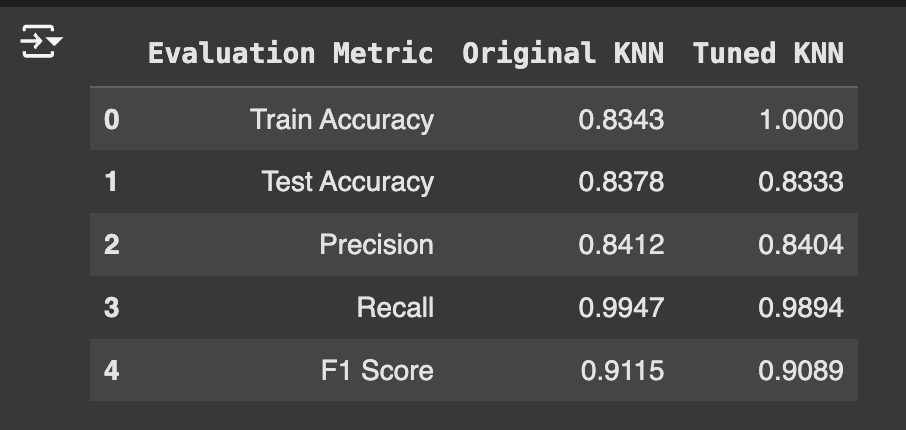 Evaluation Metric Original KNN Tuned KNN
0 Train Accuracy 0.8343 1.0000
1 Test Accuracy 0.8378 0.8333
2 Precision 0.8412 0.8404
3 Recall 0.9947 0.9894
4 F1 Score 0.9115 0.9089